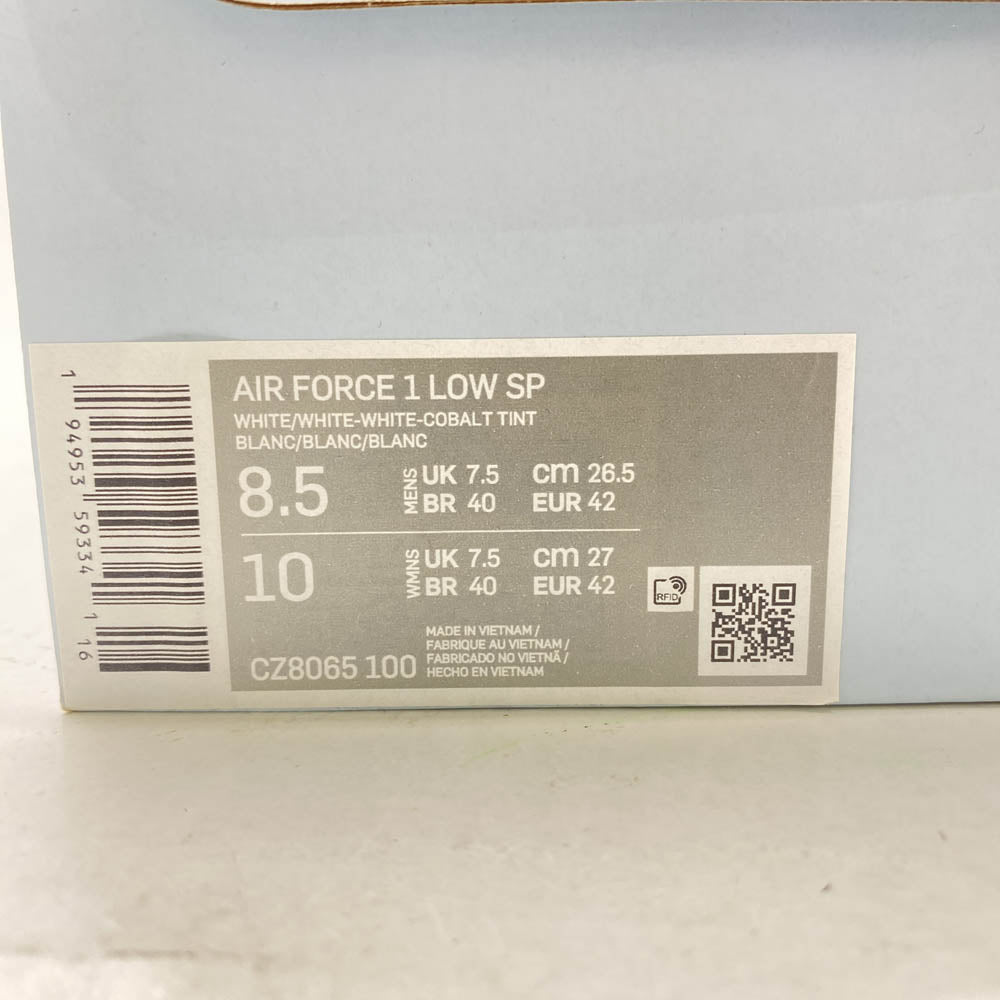 AIR FORCE 1 LOW SP
WHITE/WHITE-WHITE-COBALT TINT
BLANC/BLANC/BLANC
8.5 MENS UK 7.5 cm 26.5
BR 40 EUR 42
10 WMNS UK 7.5 cm 27
BR 40 EUR 42
RFID
MADE IN VIETNAM /
FABRIQUE AU VIETNAM /
FABRICADO NO VIETNÃ /
HECHO EN VIETNAM
CZ8065 100
1 94953 59334 1 16